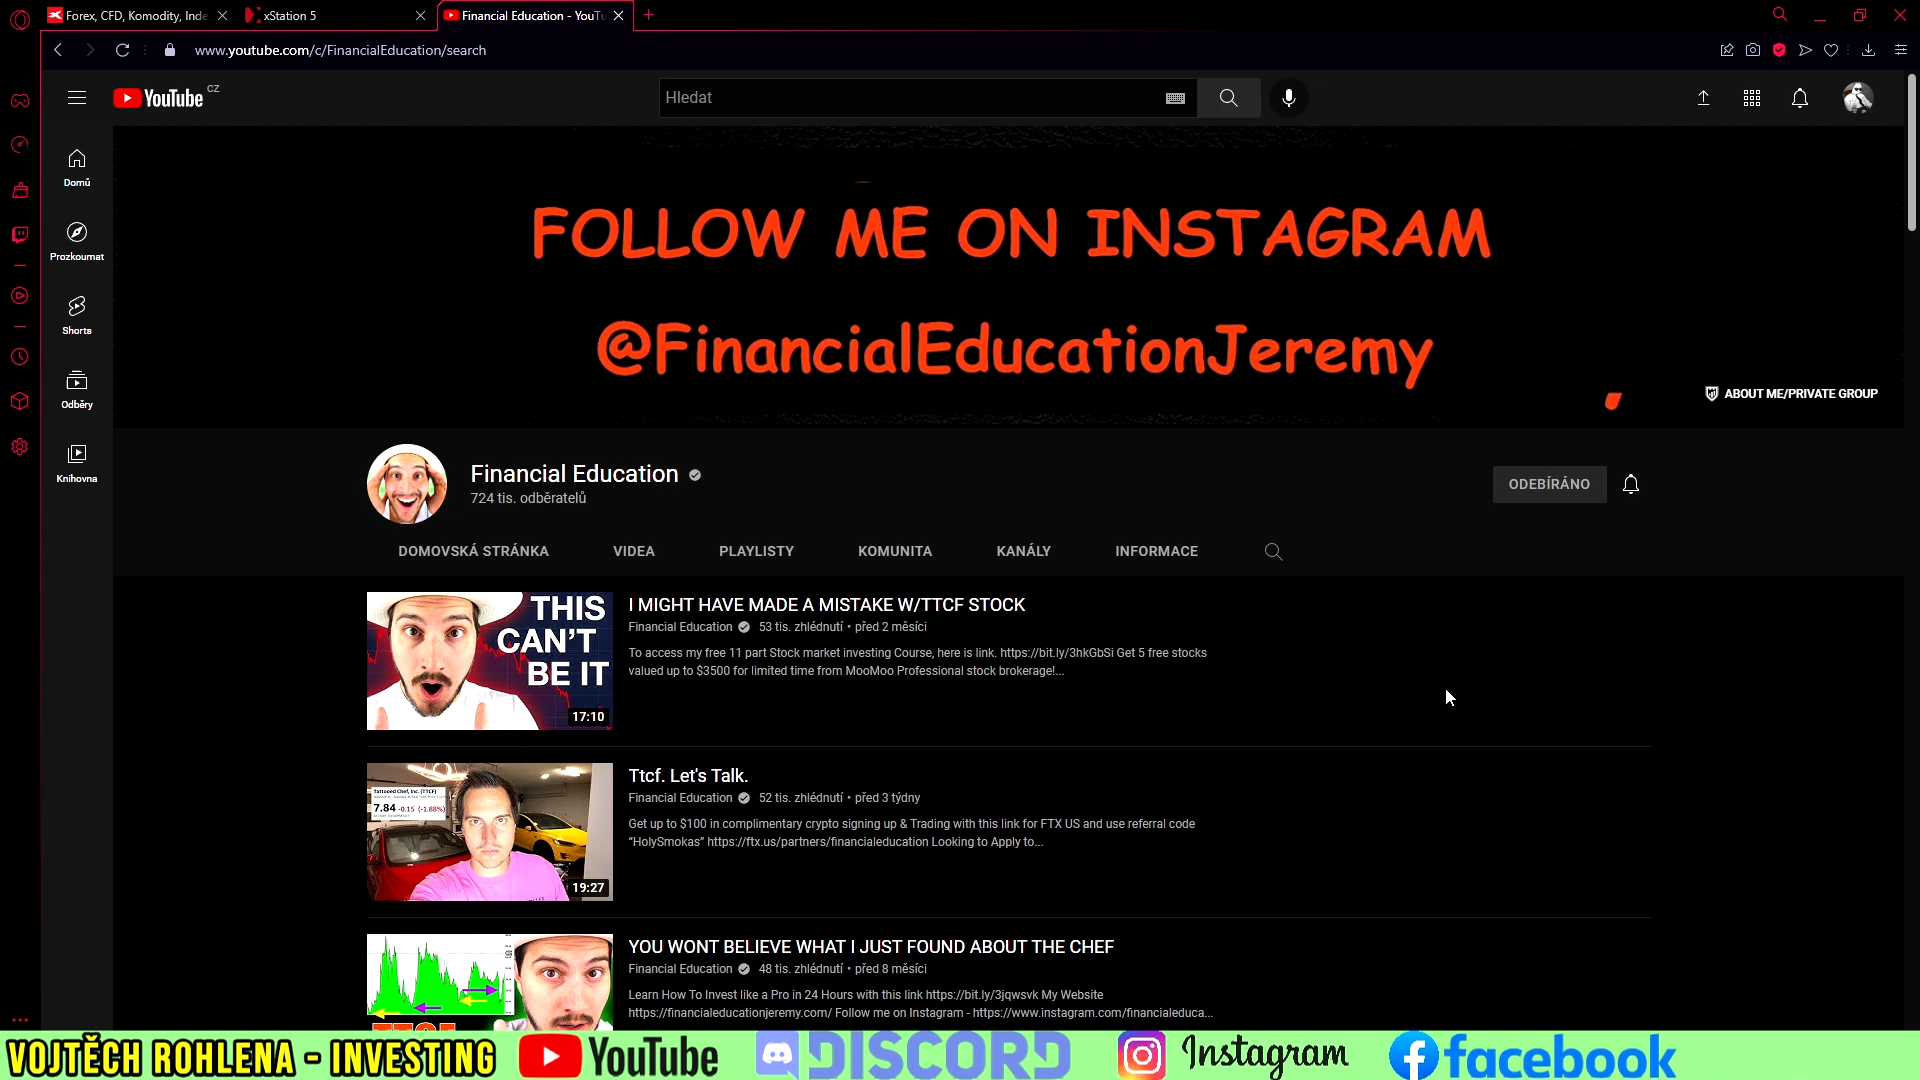 Forex, CFD, Komodity, Inde
xStation 5
Financial Education - YouTu
www.youtube.com/c/FinancialEducation/search
YouTube CZ
Hledat
Domů
Prozkoumat
Shorts
Odběry
Knihovna
FOLLOW ME ON INSTAGRAM
@FinancialEducationJeremy
ABOUT ME/PRIVATE GROUP
Financial Education
724 tis. odběratelů
ODEBÍRÁNO
DOMOVSKÁ STRÁNKA VIDEA PLAYLISTY KOMUNITA KANÁLY INFORMACE
THIS
CAN'T
BE IT
17:10
I MIGHT HAVE MADE A MISTAKE W/TTCF STOCK
Financial Education 53 tis. zhlédnutí • před 2 měsíci
To access my free 11 part Stock market investing Course, here is link. https://bit.ly/3hkGbSi Get 5 free stocks
valued up to $3500 for limited time from MooMoo Professional stock brokerage!...
Tattooed Chef, Inc. (TTCF)
7.84 -0.15 (-1.88%)
19:27
Ttcf. Let's Talk.
Financial Education 52 tis. zhlédnutí • před 3 týdny
Get up to $100 in complimentary crypto signing up & Trading with this link for FTX US and use referral code
"HolySmokas" https://ftx.us/partners/financialeducation Looking to Apply to...
TTCF
YOU WONT BELIEVE WHAT I JUST FOUND ABOUT THE CHEF
Financial Education 48 tis. zhlédnutí • před 8 měsíci
Learn How To Invest like a Pro in 24 Hours with this link https://bit.ly/3jqwsvk My Website
https://financialeducationjeremy.com/ Follow me on Instagram - https://www.instagram.com/financialeduca...
VOJTĚCH ROHLENA - INVESTING YouTube DISCORD Instagram facebook